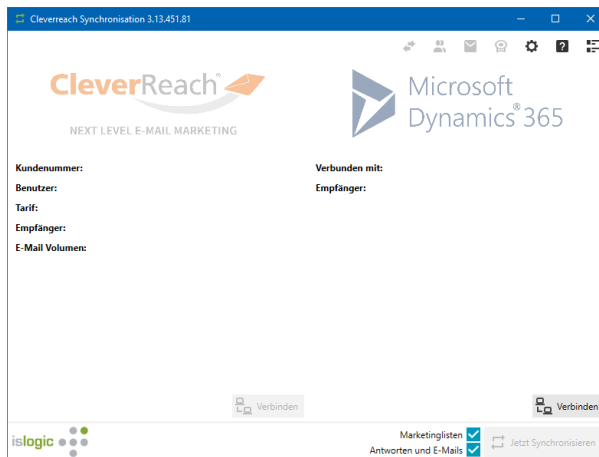 Cleverreach Synchronisation 3.13.451.81
CleverReach®
NEXT LEVEL E-MAIL MARKETING
Microsoft
Dynamics® 365
Kundenummer:
Benutzer:
Tarif:
Empfänger:
E-Mail Volumen:
Verbunden mit:
Empfänger:
Verbinden
Verbinden
islogic
Marketinglisten
Antworten und E-Mails
Jetzt Synchronisieren